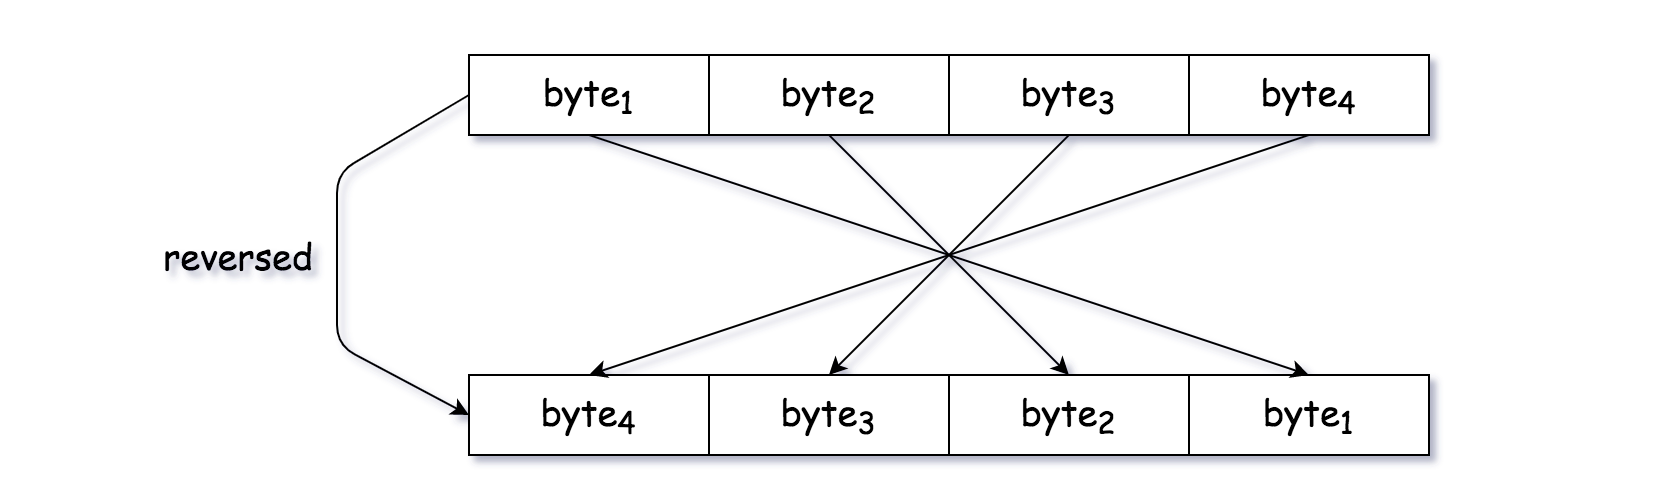 byte₁ byte₂ byte₃ byte₄
reversed
byte₄ byte₃ byte₂ byte₁